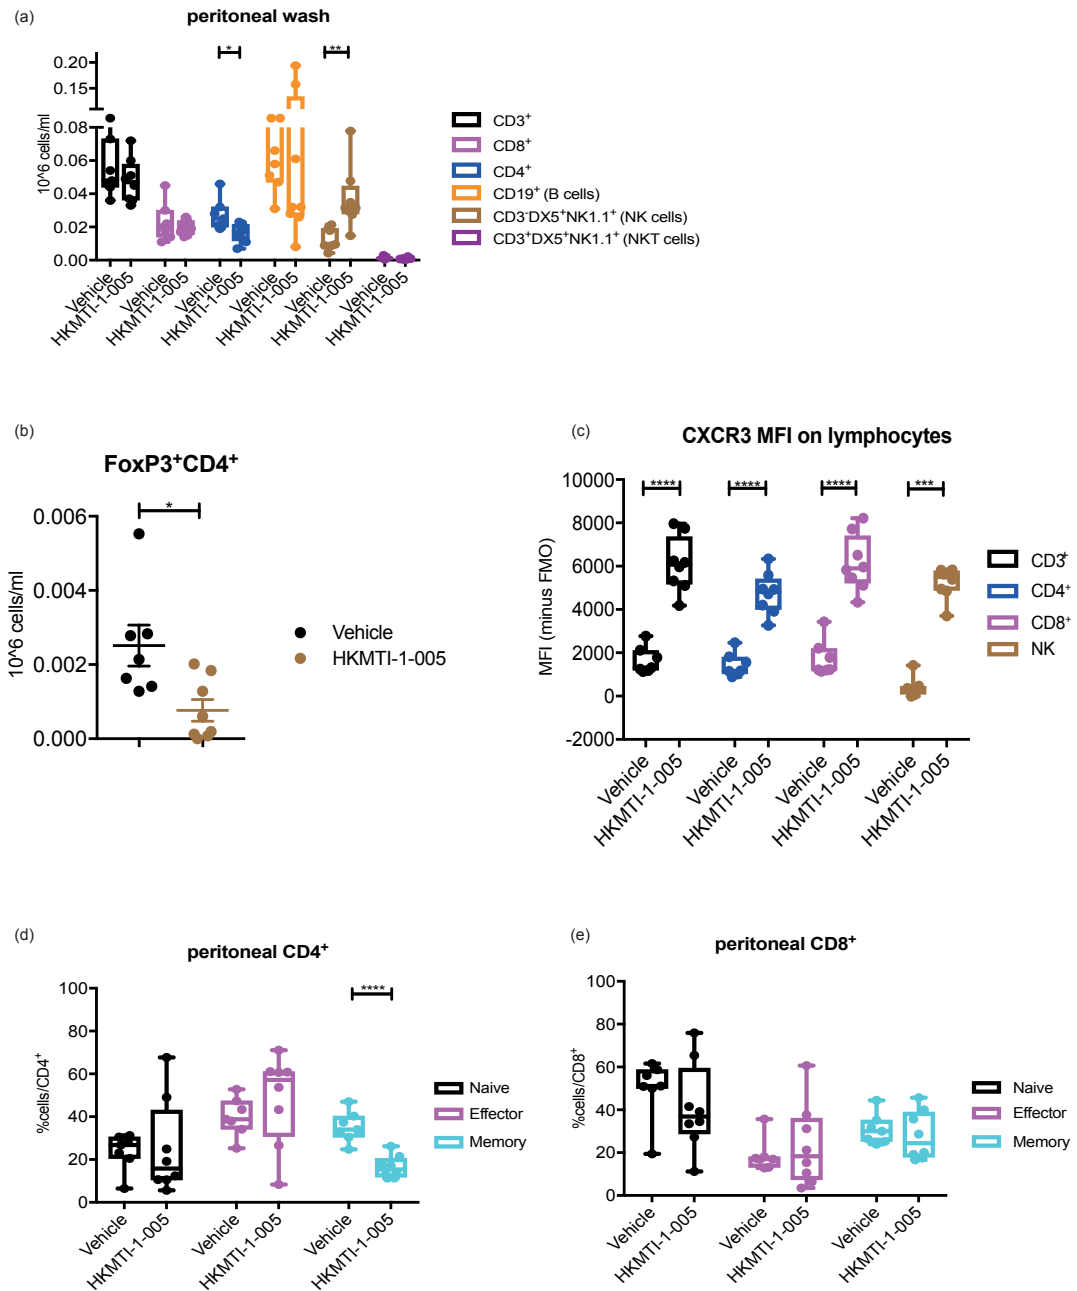 (a)
peritoneal wash
* **
10^6 cells/ml
0.20
0.15
0.08
0.06
0.04
0.02
0.00
Vehicle
HKMTI-1-005
Vehicle
HKMTI-1-005
Vehicle
HKMTI-1-005
Vehicle
HKMTI-1-005
Vehicle
HKMTI-1-005
Vehicle
HKMTI-1-005
CD3⁺
CD8⁺
CD4⁺
CD19⁺ (B cells)
CD3⁻DX5⁺NK1.1⁺ (NK cells)
CD3⁺DX5⁺NK1.1⁺ (NKT cells)
(b)
FoxP3⁺CD4⁺
*
10^6 cells/ml
0.006
0.004
0.002
0.000
Vehicle
HKMTI-1-005
(c)
CXCR3 MFI on lymphocytes
**** **** **** ***
MFI (minus FMO)
10000
8000
6000
4000
2000
0
-2000
Vehicle
HKMTI-1-005
Vehicle
HKMTI-1-005
Vehicle
HKMTI-1-005
Vehicle
HKMTI-1-005
CD3⁺
CD4⁺
CD8⁺
NK
(d)
peritoneal CD4⁺
****
%cells/CD4⁺
100
80
60
40
20
0
Vehicle
HKMTI-1-005
Vehicle
HKMTI-1-005
Vehicle
HKMTI-1-005
Naive
Effector
Memory
(e)
peritoneal CD8⁺
%cells/CD8⁺
100
80
60
40
20
0
Vehicle
HKMTI-1-005
Vehicle
HKMTI-1-005
Vehicle
HKMTI-1-005
Naive
Effector
Memory